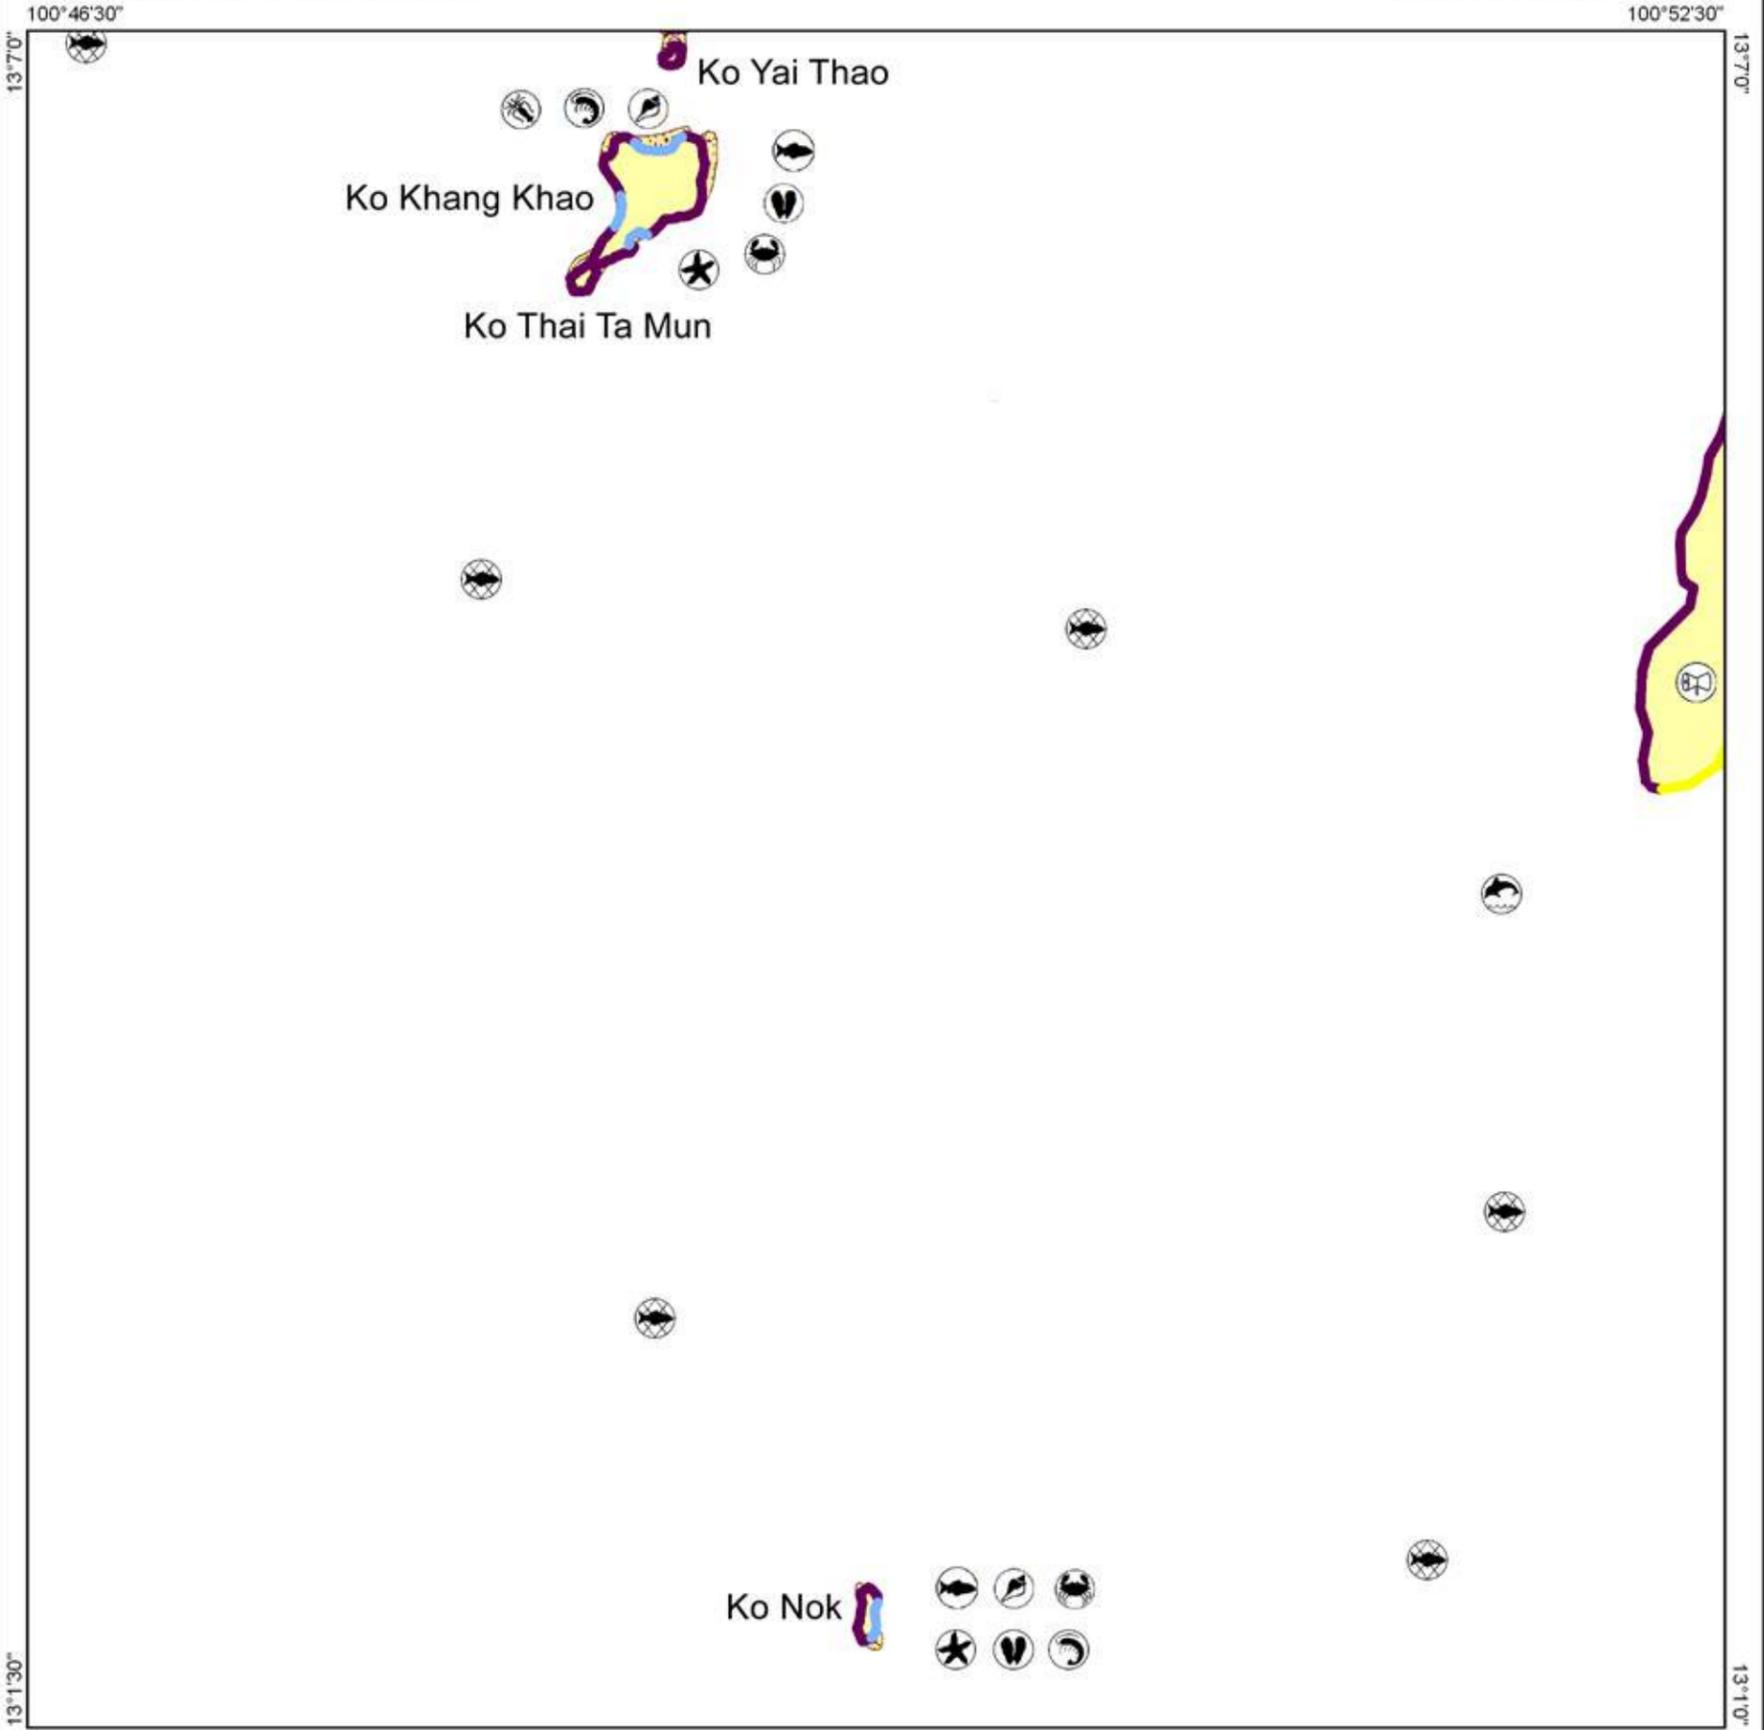 100°46'30"
100°52'30"
13°7'0"
13°7'0"
Ko Yai Thao
Ko Khang Khao
Ko Thai Ta Mun
Ko Nok
13°1'30"
13°1'0"